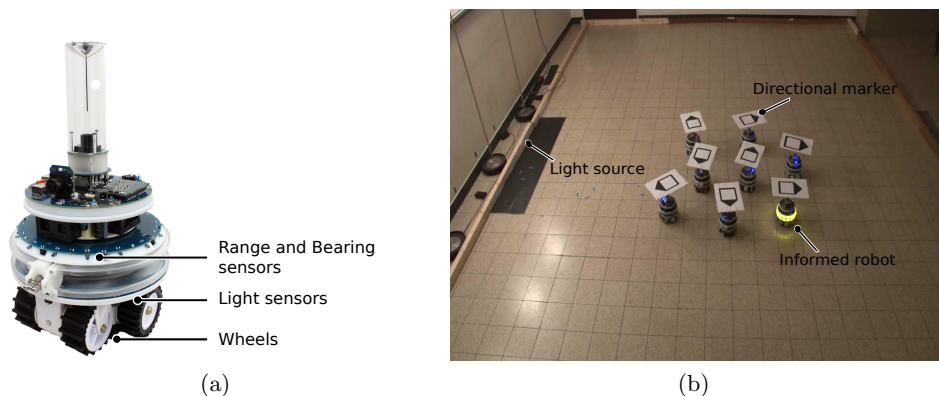 Range and Bearing
sensors
Light sensors
Wheels
(a)
Directional marker
Light source
Informed robot
(b)